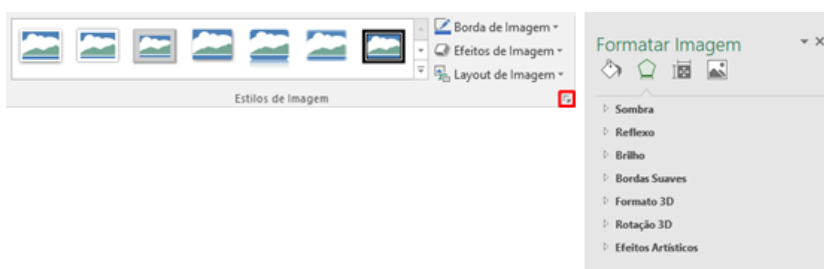 Borda de Imagem
Efeitos de Imagem
Layout de Imagem
Estilos de Imagem
Formatar Imagem
Sombra
Reflexo
Brilho
Bordas Suaves
Formato 3D
Rotação 3D
Efeitos Artísticos